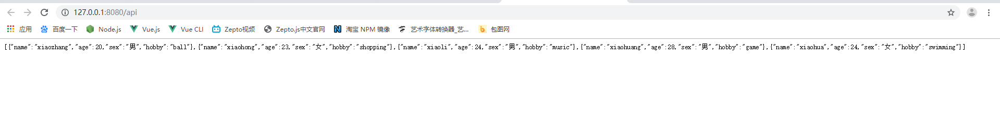 127.0.0.1:8080/api
应用 百度一下 Node.js Vue.js Vue CLI Zepto视频 Zepto.js中文官网 淘宝 NPM 镜像 艺术字体转换器_艺... 包图网
[{"name":"xiaozhang","age":20,"sex":"男","hobby":"ball"},{"name":"xiaohong","age":23,"sex":"女","hobby":"shopping"},{"name":"xiaoli","age":24,"sex":"男","hobby":"music"},{"name":"xiaohuang","age":28,"sex":"男","hobby":"game"},{"name":"xiaohua","age":24,"sex":"女","hobby":"swimming"}]